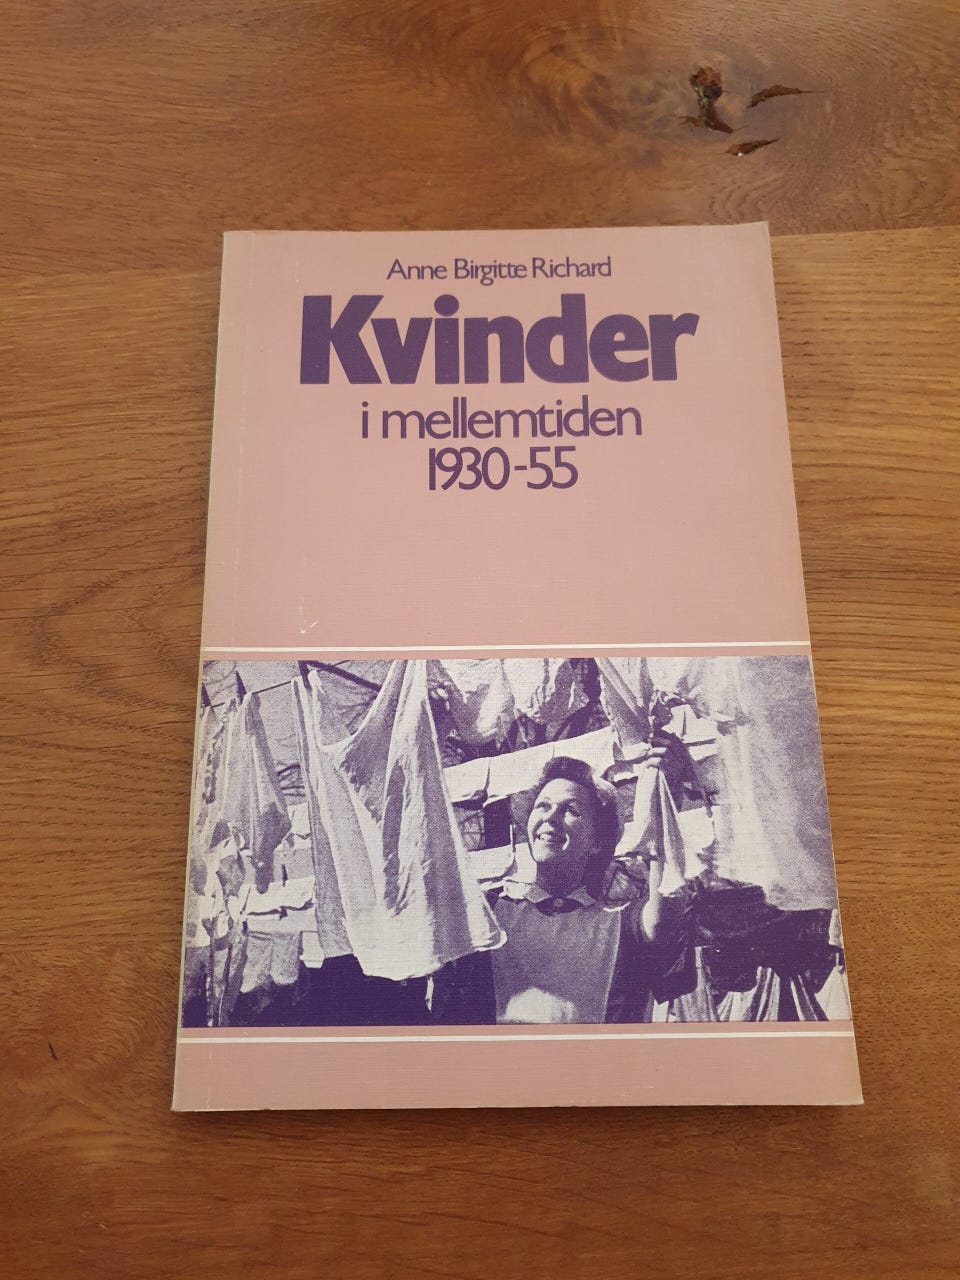 Anne Birgitte Richard
Kvinder
i mellemtiden
1930-55